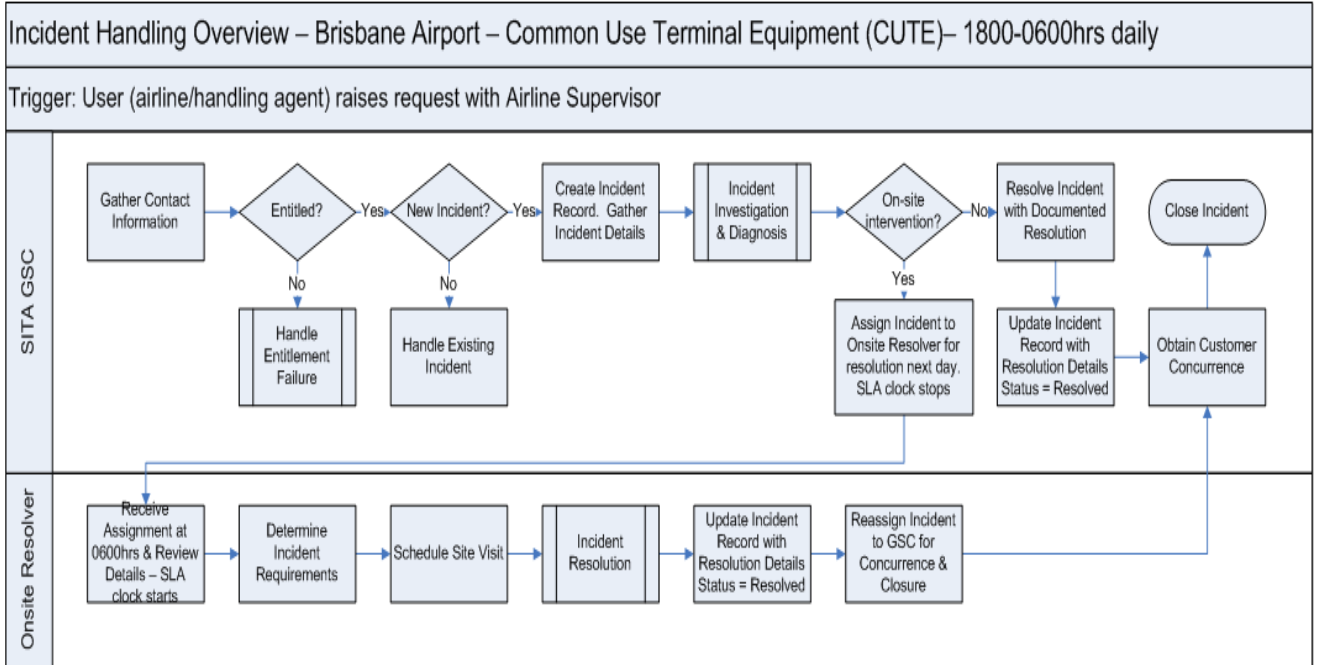 Incident Handling Overview – Brisbane Airport – Common Use Terminal Equipment (CUTE)– 1800-0600hrs daily
Trigger: User (airline/handling agent) raises request with Airline Supervisor
SITA GSC
Gather Contact
Information
Entitled?
Yes
No
Handle
Entitlement
Failure
New Incident?
Yes
No
Handle Existing
Incident
Create Incident
Record.  Gather
Incident Details
Incident
Investigation
& Diagnosis
On-site
intervention?
No
Yes
Assign Incident to
Onsite Resolver for
resolution next day.
SLA clock stops
Resolve Incident
with Documented
Resolution
Update Incident
Record with
Resolution Details
Status = Resolved
Obtain Customer
Concurrence
Close Incident
Onsite Resolver
Receive
Assignment at
0600hrs & Review
Details – SLA
clock starts
Determine
Incident
Requirements
Schedule Site Visit
Incident
Resolution
Update Incident
Record with
Resolution Details
Status = Resolved
Reassign Incident
to GSC for
Concurrence &
Closure